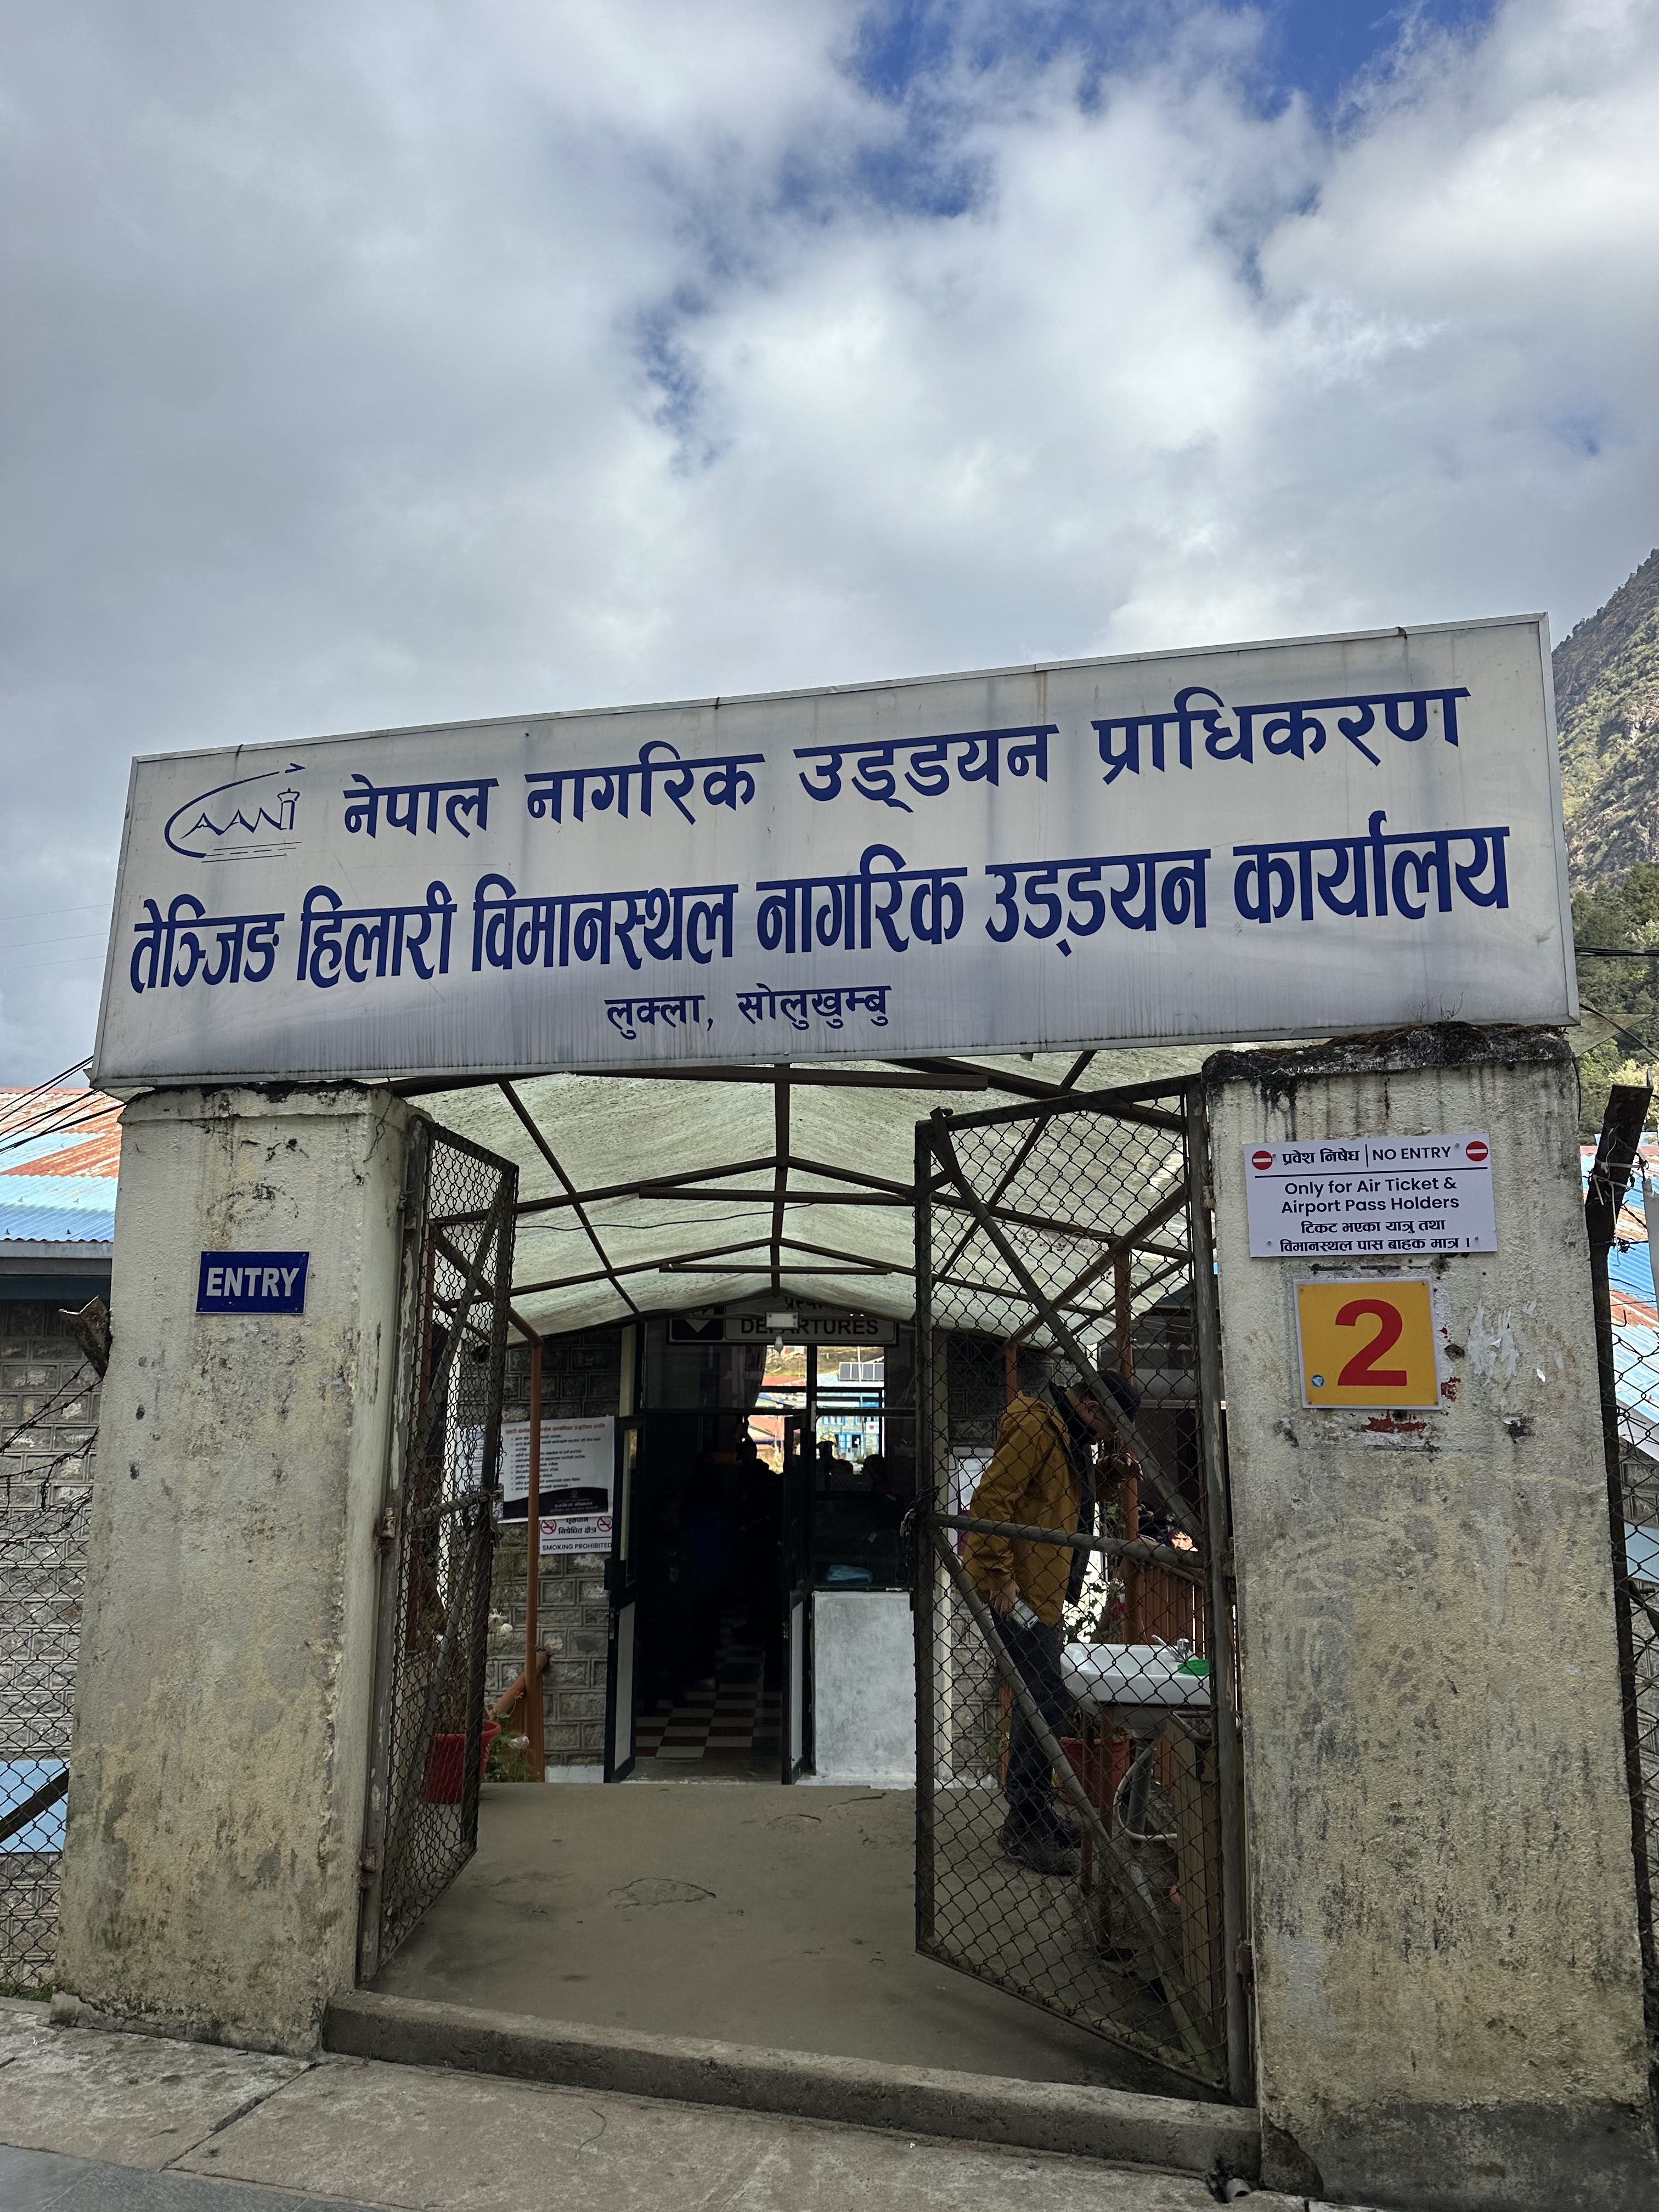 नेपाल नागरिक उड्डयन प्राधिकरण
तेञ्जिङ हिलारी विमानस्थल नागरिक उड्डयन कार्यालय
लुक्ला, सोलुखुम्बु
ENTRY
प्रवेश निषेध | NO ENTRY
Only for Air Ticket &
Airport Pass Holders
टिकट भएका यात्रु तथा
विमानस्थल पास बाहक मात्र ।
2
DEPARTURES
धूम्रपान
निषेधित क्षेत्र
SMOKING PROHIBITED